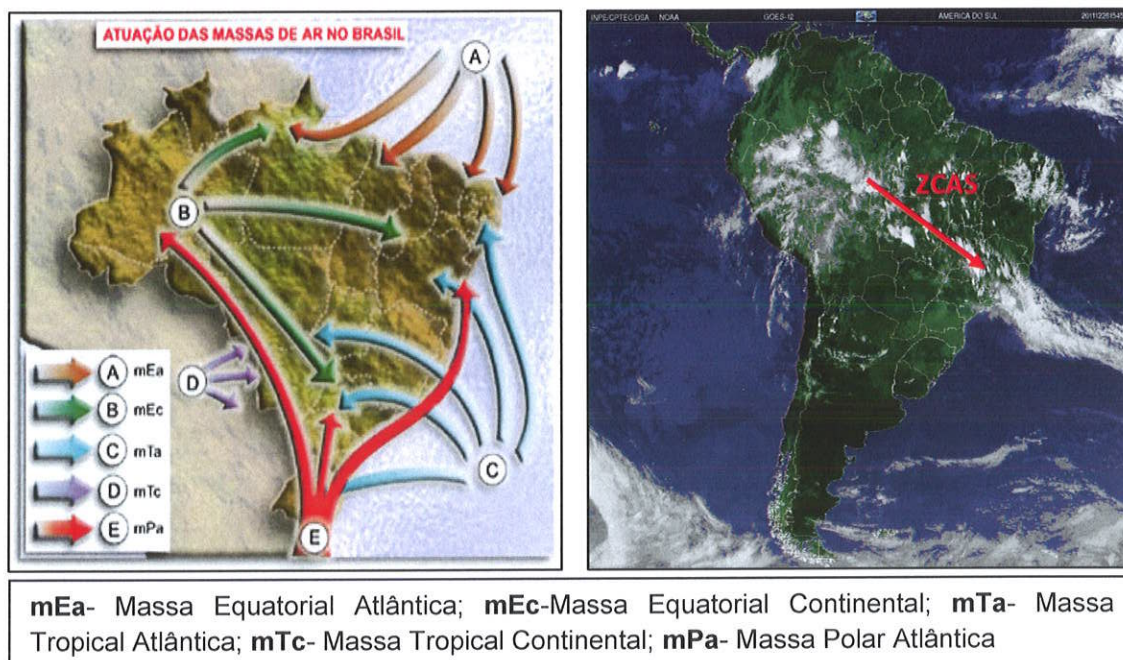 ATUAÇÃO DAS MASSAS DE AR NO BRASIL
A
B
D
C
E
A mEa
B mEc
C mTa
D mTc
E mPa
INPE/CPTEC/DSA NOAA GOES-12 AMERICA DO SUL
ZCAS
mEa- Massa Equatorial Atlântica; mEc-Massa Equatorial Continental; mTa- Massa
Tropical Atlântica; mTc- Massa Tropical Continental; mPa- Massa Polar Atlântica